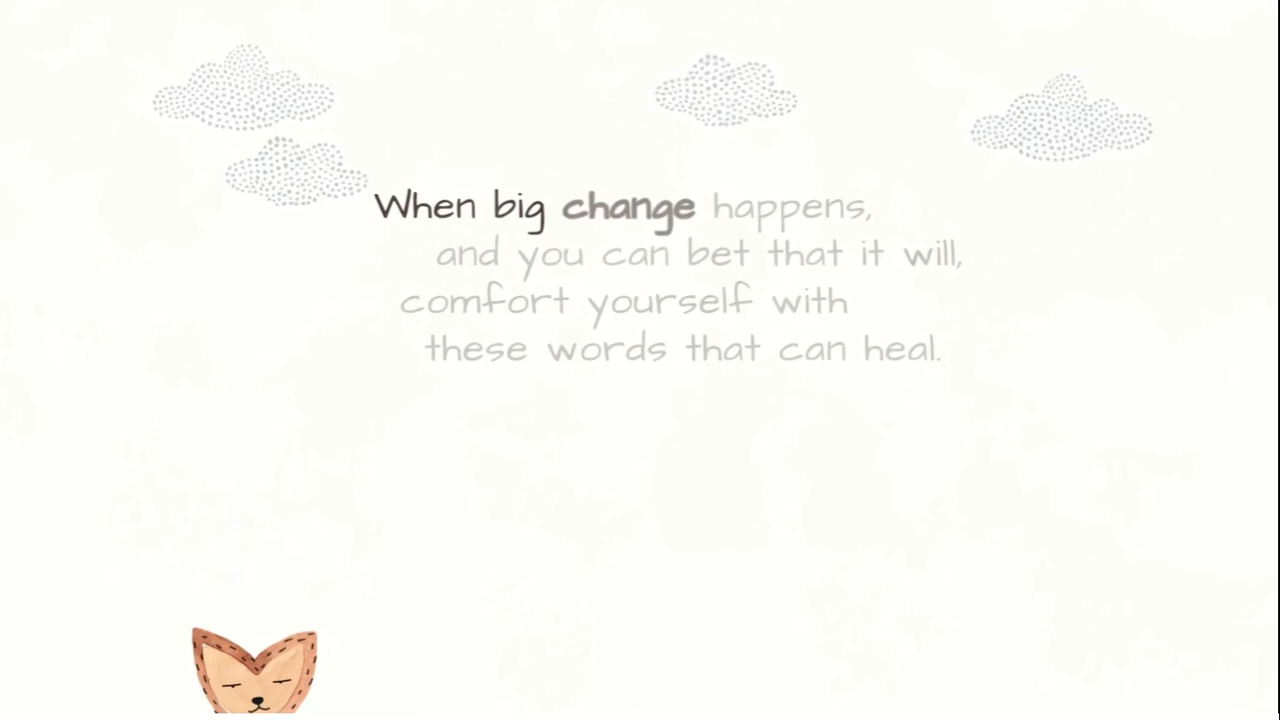 When big change happens,
and you can bet that it will,
comfort yourself with
these words that can heal.